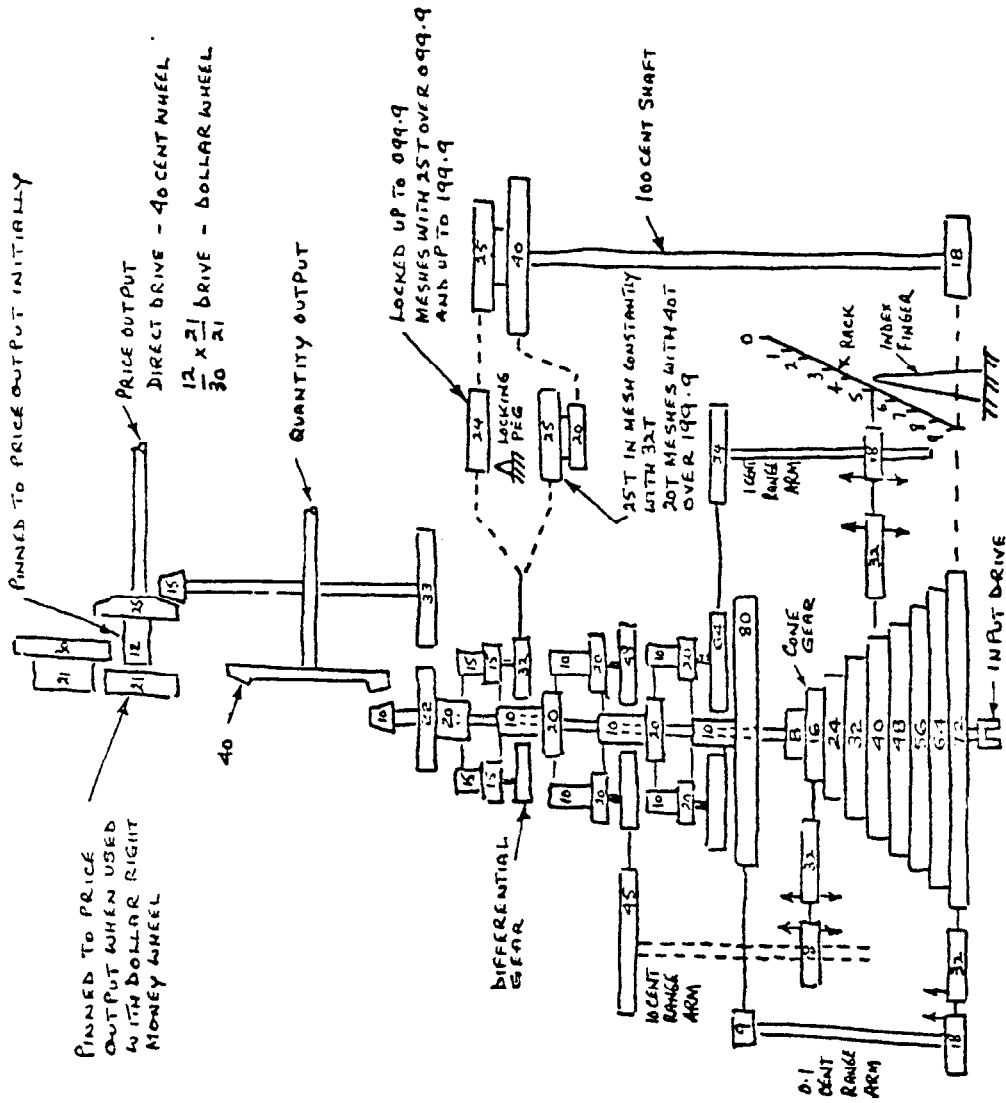 PINNED TO PRICE OUTPUT INITIALLY
PRICE OUTPUT
DIRECT DRIVE - 40 CENT WHEEL.
12/30 × 21/21 DRIVE - DOLLAR WHEEL
QUANTITY OUTPUT
LOCKED UP TO 099.9
MESHES WITH 25T OVER 099.9
AND UP TO 199.9
100 CENT SHAFT
PINNED TO PRICE
OUTPUT WHEN USED
WITH DOLLAR RIGHT
MONEY WHEEL
21
30
21
12
25
15
40
10
22
33
20
15
15
15
15
10
32
20
24
LOCKING
PEG
25
20
25
40
25T IN MESH CONSTANTLY
WITH 32T
20T MESHES WITH 40T
OVER 199.9
DIFFERENTIAL
GEAR
10
20
10
20
10
20
45
10
20
10
20
10
64
80
9
10 CENT
RANGE
ARM
1 CENT
RANGE
ARM
0
1
2
3
4
5
6
7
8
9
RACK
INDEX
FINGER
18
18
32
32
18
CONE
GEAR
8
16
24
32
40
48
56
64
72
32
18
0.1
CENT
RANGE
ARM
INPUT DRIVE